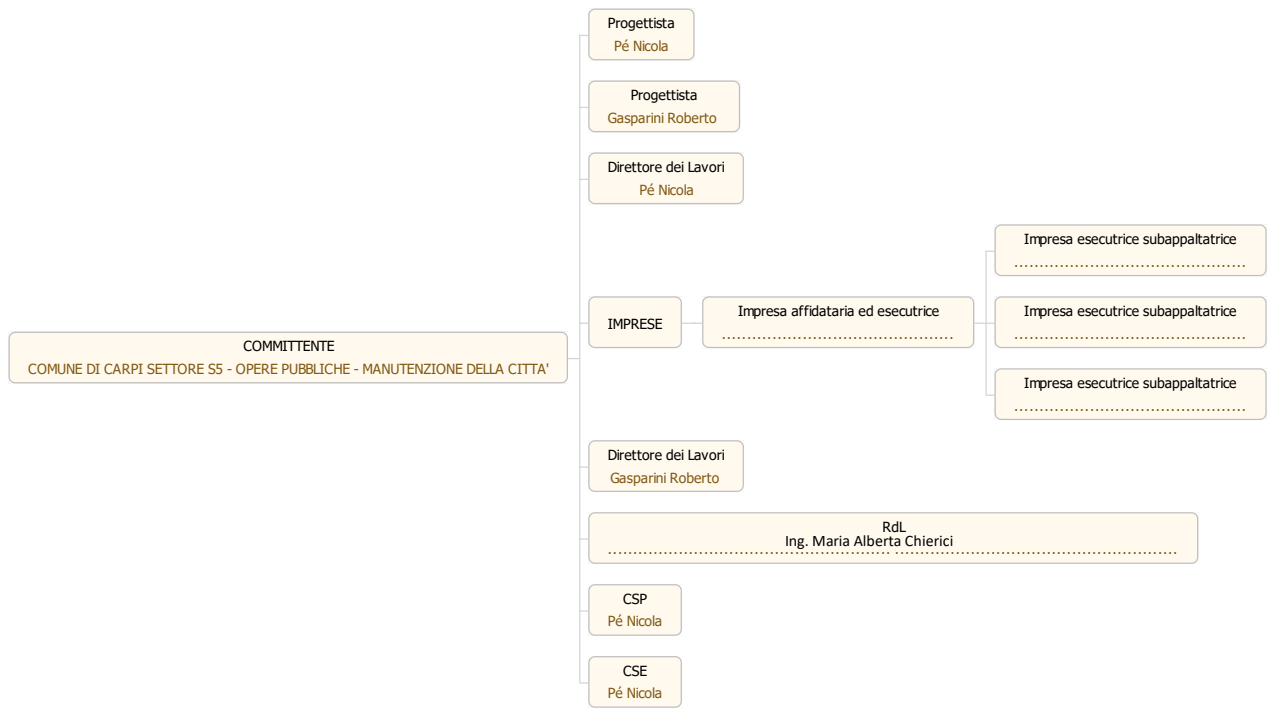 Progettista
Pé Nicola
Progettista
Gasparini Roberto
Direttore dei Lavori
Pé Nicola
Impresa esecutrice subappaltatrice
..............................................
IMPRESE
Impresa affidataria ed esecutrice
..............................................
Impresa esecutrice subappaltatrice
..............................................
COMMITTENTE
COMUNE DI CARPI SETTORE S5 - OPERE PUBBLICHE - MANUTENZIONE DELLA CITTA'
Impresa esecutrice subappaltatrice
..............................................
Direttore dei Lavori
Gasparini Roberto
RdL
Ing. Maria Alberta Chierici
........................................................ ........................................................
CSP
Pé Nicola
CSE
Pé Nicola